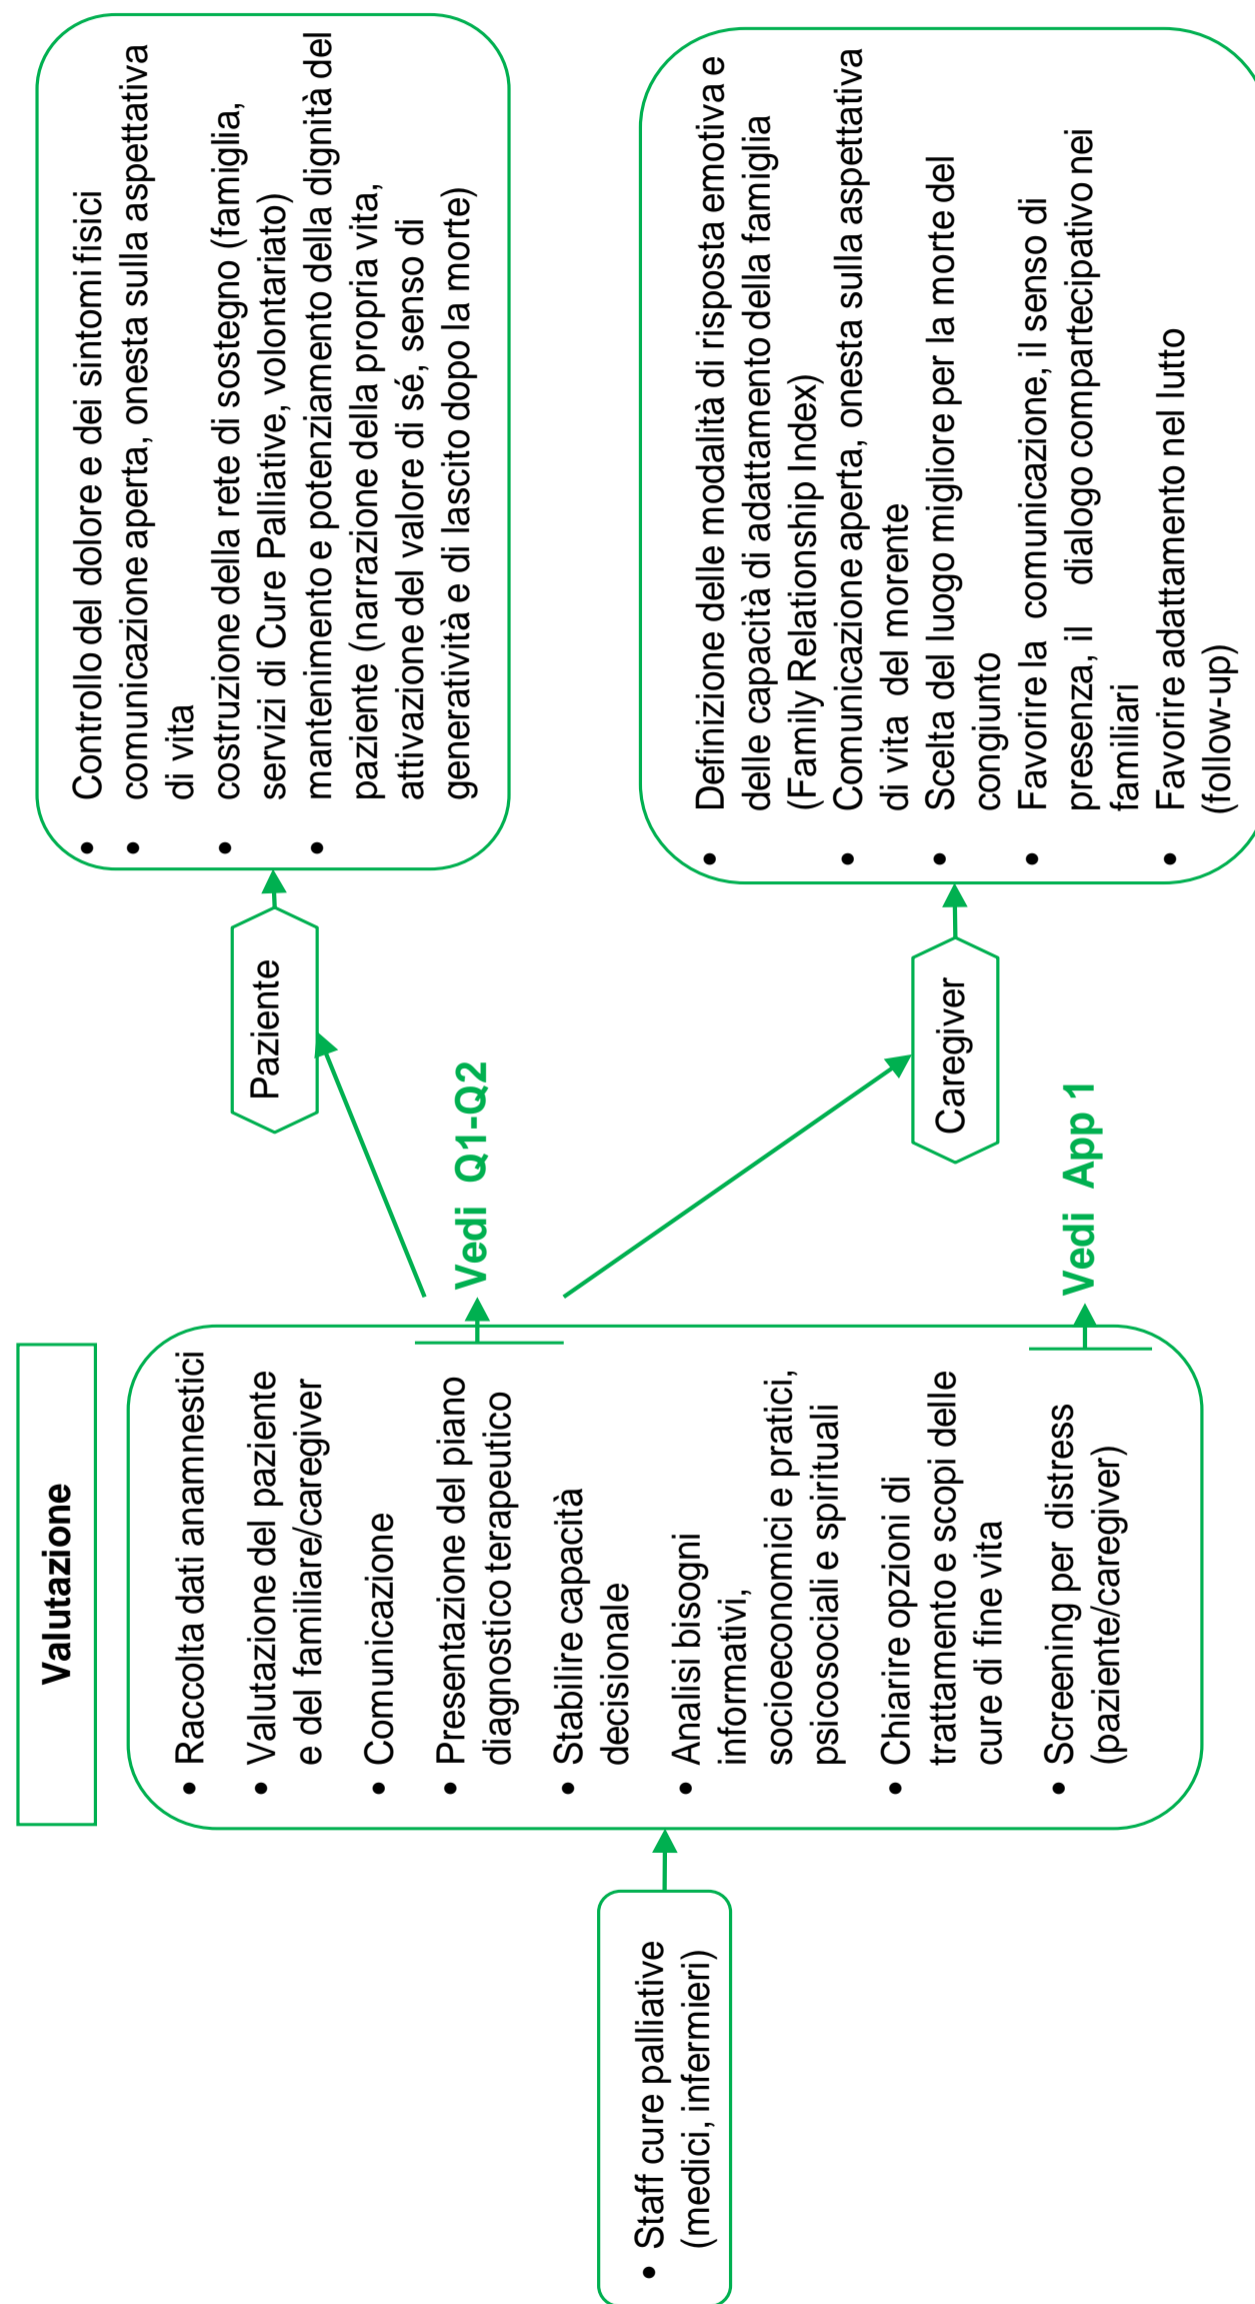 Valutazione
• Staff cure palliative
(medici, infermieri)
• Raccolta dati anamnestici
• Valutazione del paziente
e del familiare/caregiver
• Comunicazione
• Presentazione del piano
diagnostico terapeutico
• Stabilire capacità
decisionale
• Analisi bisogni
informativi,
socioeconomici e pratici,
psicosociali e spirituali
• Chiarire opzioni di
trattamento e scopi delle
cure di fine vita
• Screening per distress
(paziente/caregiver)
Vedi Q1-Q2
Vedi App 1
Paziente
• Controllo del dolore e dei sintomi fisici
• comunicazione aperta, onesta sulla aspettativa
di vita
• costruzione della rete di sostegno (famiglia,
servizi di Cure Palliative, volontariato)
• mantenimento e potenziamento della dignità del
paziente (narrazione della propria vita,
attivazione del valore di sé, senso di
generatività e di lascito dopo la morte)
Caregiver
• Definizione delle modalità di risposta emotiva e
delle capacità di adattamento della famiglia
(Family Relationship Index)
• Comunicazione aperta, onesta sulla aspettativa
di vita del morente
• Scelta del luogo migliore per la morte del
congiunto
• Favorire la comunicazione, il senso di
presenza, il dialogo compartecipativo nei
familiari
• Favorire adattamento nel lutto
(follow-up)